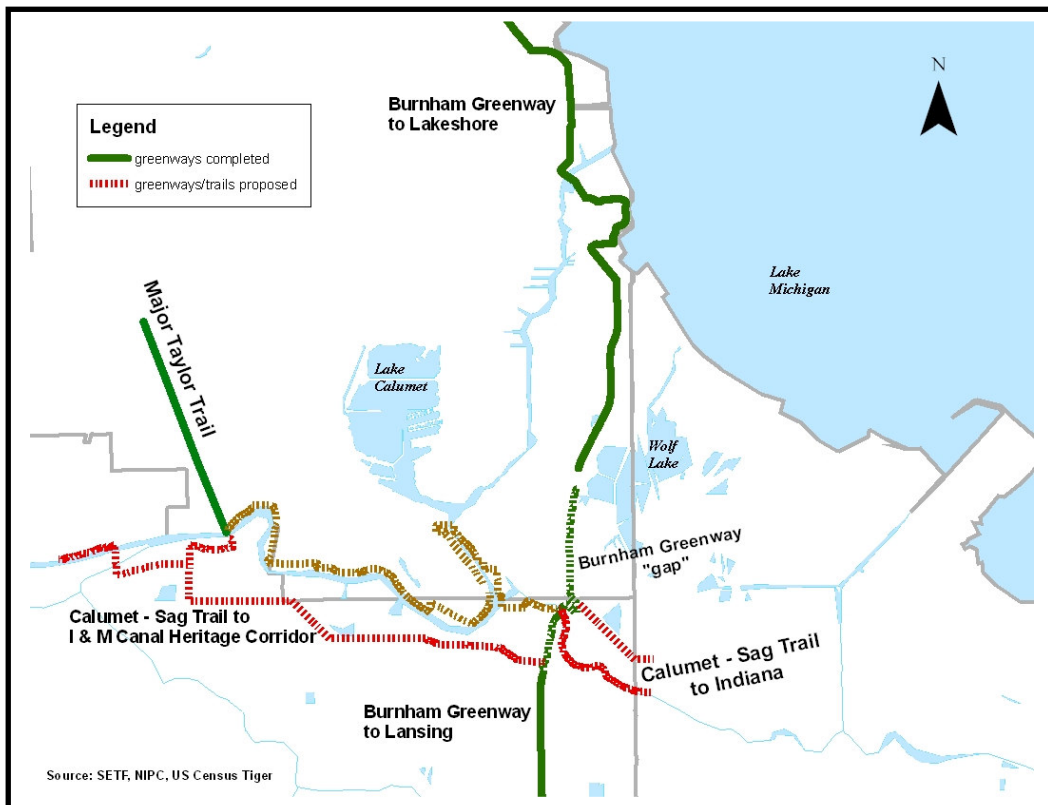 N
Burnham Greenway
to Lakeshore
Legend
greenways completed
greenways/trails proposed
Lake
Michigan
Major Taylor Trail
Lake
Calumet
Wolf
Lake
Burnham Greenway
"gap"
Calumet - Sag Trail to
I & M Canal Heritage Corridor
Calumet - Sag Trail
to Indiana
Burnham Greenway
to Lansing
Source: SETF, NIPC, US Census Tiger